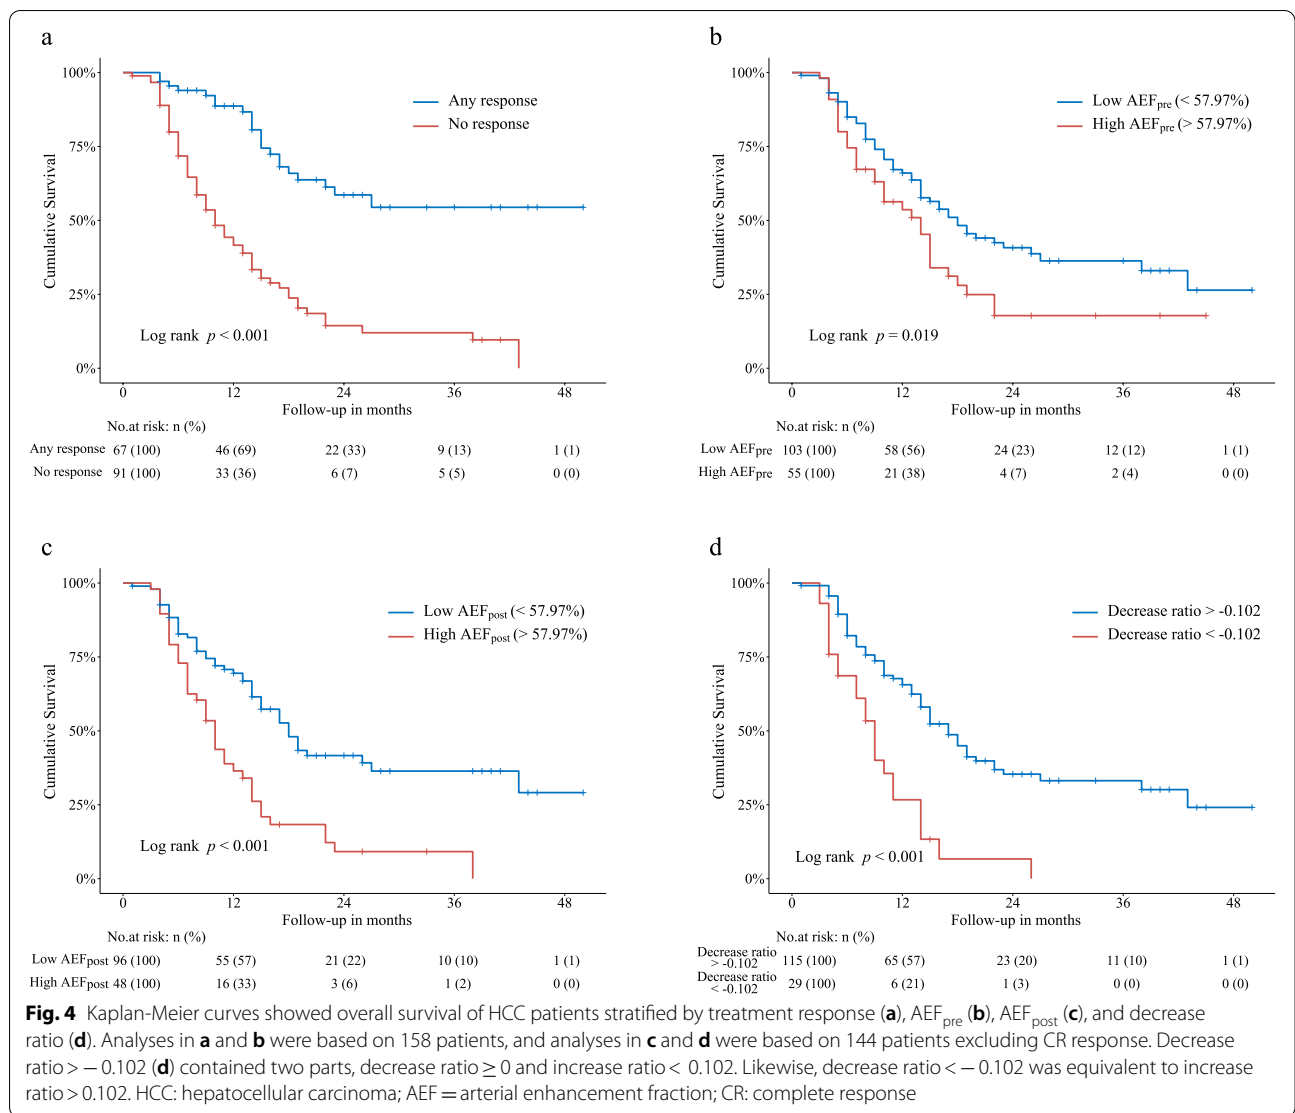 a
100%
75%
50%
25%
0%
Cumulative Survival
Any response
No response
Log rank p < 0.001
0 12 24 36 48
Follow-up in months
No.at risk: n (%)
Any response 67 (100) 46 (69) 22 (33) 9 (13) 1 (1)
No response 91 (100) 33 (36) 6 (7) 5 (5) 0 (0)
b
100%
75%
50%
25%
0%
Cumulative Survival
Low AEFpre (< 57.97%)
High AEFpre (> 57.97%)
Log rank p = 0.019
0 12 24 36 48
Follow-up in months
No.at risk: n (%)
Low AEFpre 103 (100) 58 (56) 24 (23) 12 (12) 1 (1)
High AEFpre 55 (100) 21 (38) 4 (7) 2 (4) 0 (0)
c
100%
75%
50%
25%
0%
Cumulative Survival
Low AEFpost (< 57.97%)
High AEFpost (> 57.97%)
Log rank p < 0.001
0 12 24 36 48
Follow-up in months
No.at risk: n (%)
Low AEFpost 96 (100) 55 (57) 21 (22) 10 (10) 1 (1)
High AEFpost 48 (100) 16 (33) 3 (6) 1 (2) 0 (0)
d
100%
75%
50%
25%
0%
Cumulative Survival
Decrease ratio > -0.102
Decrease ratio < -0.102
Log rank p < 0.001
0 12 24 36 48
Follow-up in months
No.at risk: n (%)
Decrease ratio
> -0.102 115 (100) 65 (57) 23 (20) 11 (10) 1 (1)
Decrease ratio
< -0.102 29 (100) 6 (21) 1 (3) 0 (0) 0 (0)
Fig. 4 Kaplan-Meier curves showed overall survival of HCC patients stratified by treatment response (a), AEFpre (b), AEFpost (c), and decrease
ratio (d). Analyses in a and b were based on 158 patients, and analyses in c and d were based on 144 patients excluding CR response. Decrease
ratio > − 0.102 (d) contained two parts, decrease ratio ≥ 0 and increase ratio < 0.102. Likewise, decrease ratio < − 0.102 was equivalent to increase
ratio > 0.102. HCC: hepatocellular carcinoma; AEF = arterial enhancement fraction; CR: complete response